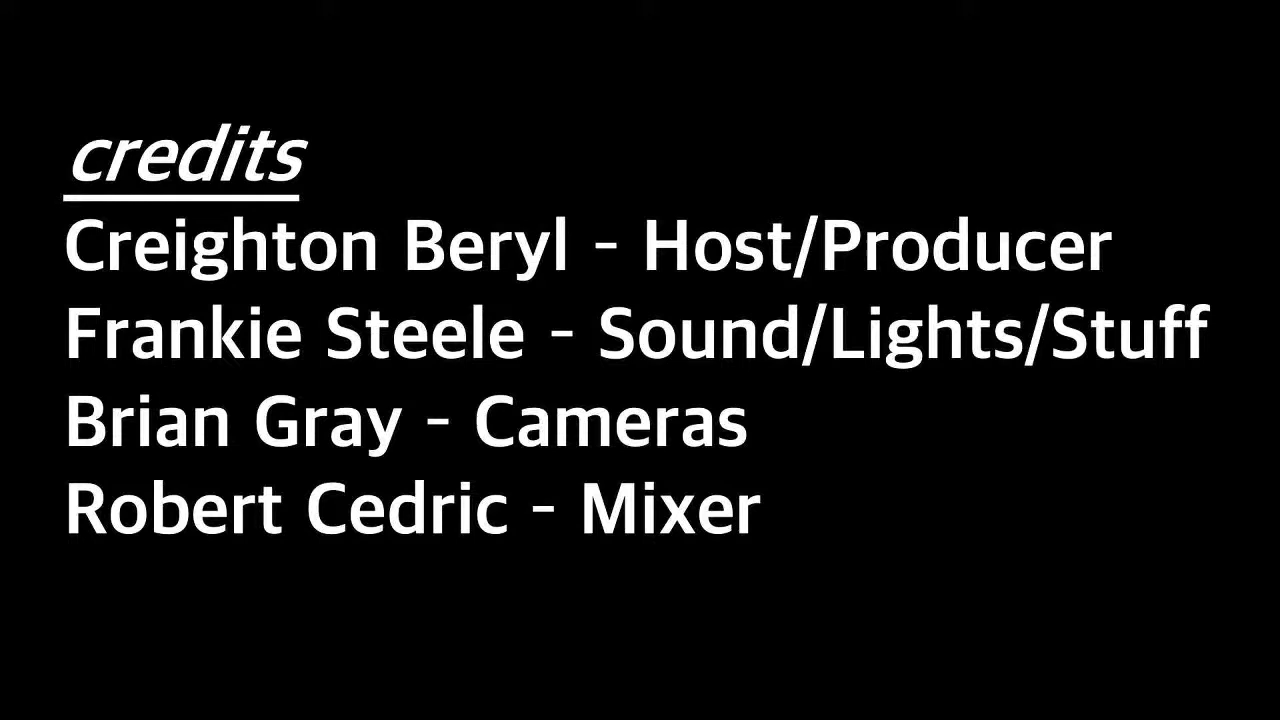 credits
Creighton Beryl - Host/Producer
Frankie Steele - Sound/Lights/Stuff
Brian Gray - Cameras
Robert Cedric - Mixer